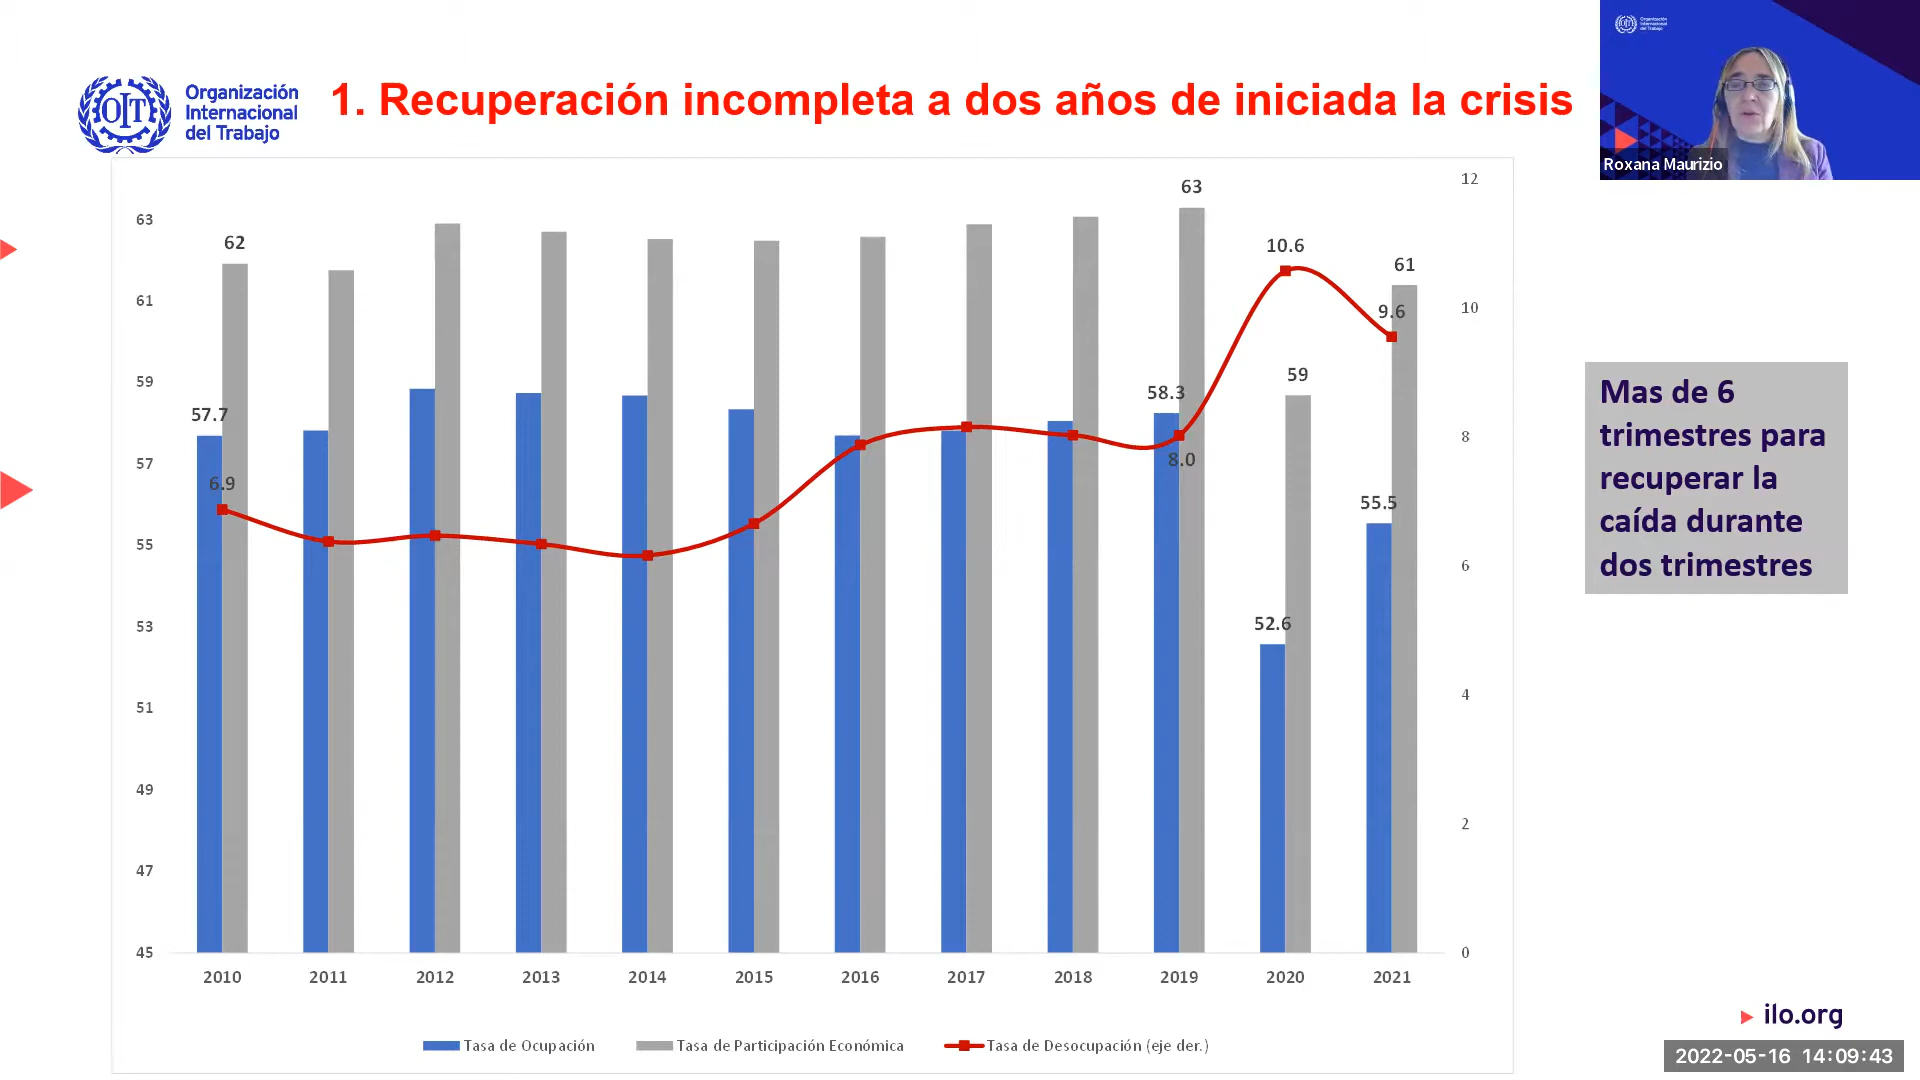 Organización
Internacional
del Trabajo
OIT
Organización
Internacional
del Trabajo
1. Recuperación incompleta a dos años de iniciada la crisis
Roxana Maurizio
63
61
59
57
55
53
51
49
47
45
12
10
8
6
4
2
0
62
57.7
6.9
63
58.3
8.0
10.6
59
52.6
61
9.6
55.5
2010 2011 2012 2013 2014 2015 2016 2017 2018 2019 2020 2021
Tasa de Ocupación Tasa de Participación Económica Tasa de Desocupación (eje der.)
Mas de 6
trimestres para
recuperar la
caída durante
dos trimestres
ilo.org
2022-05-16 14:09:43